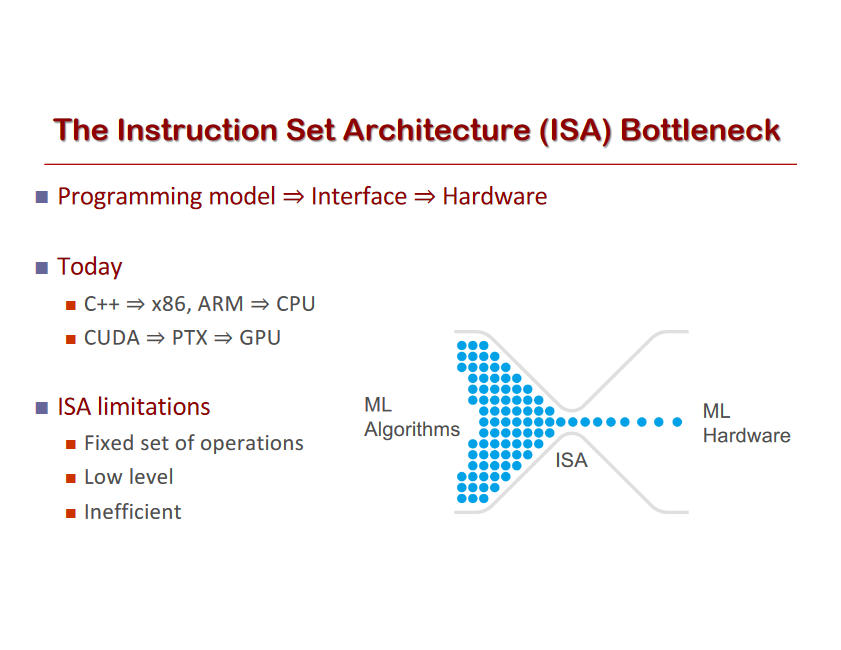 The Instruction Set Architecture (ISA) Bottleneck
Programming model ⇒ Interface ⇒ Hardware
Today
C++ ⇒ x86, ARM ⇒ CPU
CUDA ⇒ PTX ⇒ GPU
ISA limitations
Fixed set of operations
Low level
Inefficient
ML
Algorithms
ISA
ML
Hardware